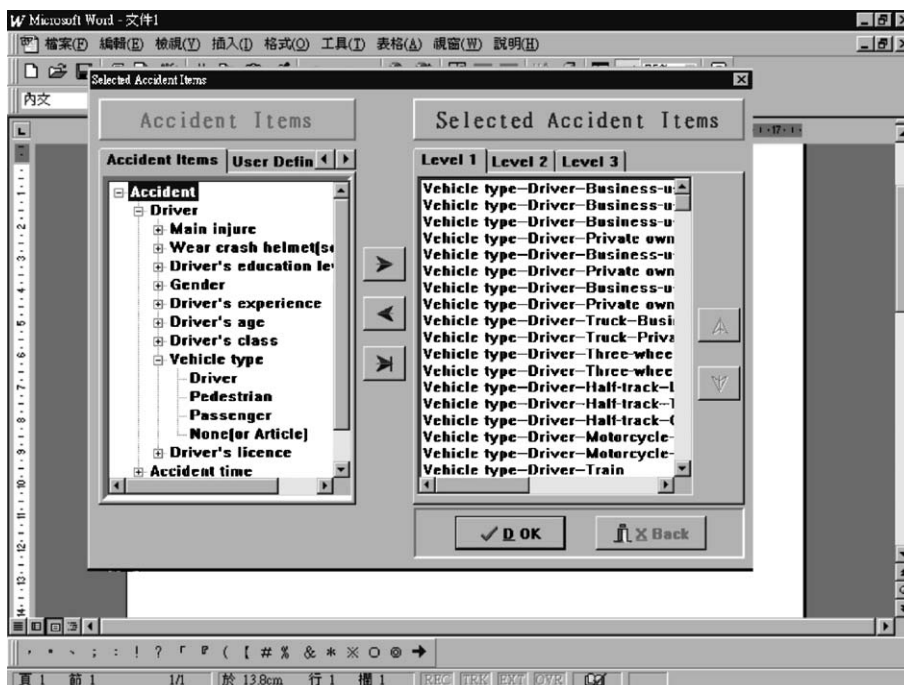 Microsoft Word - 文件1
檔案(F) 編輯(E) 檢視(V) 插入(I) 格式(O) 工具(T) 表格(A) 視窗(W) 說明(H)
Selected Accident Items
內文
Accident Items
Accident Items User Defin
Accident
Driver
Main injure
Wear crash helmet(se
Driver's education le
Gender
Driver's experience
Driver's age
Driver's class
Vehicle type
Driver
Pedestrian
Passenger
None(or Article)
Driver's licence
Accident time
Selected Accident Items
Level 1 Level 2 Level 3
Vehicle type-Driver-Business-u
Vehicle type-Driver-Business-u
Vehicle type-Driver-Business-u
Vehicle type-Driver-Private own
Vehicle type-Driver-Business-u
Vehicle type-Driver-Private own
Vehicle type-Driver-Business-u
Vehicle type-Driver-Private own
Vehicle type-Driver-Truck-Busi
Vehicle type-Driver-Truck-Priva
Vehicle type-Driver-Three-whee
Vehicle type-Driver-Three-whee
Vehicle type-Driver-Half-track-L
Vehicle type-Driver-Half-track-T
Vehicle type-Driver-Half-track-C
Vehicle type-Driver-Motorcycle-
Vehicle type-Driver-Motorcycle-
Vehicle type-Driver-Train
D OK X Back
, . 、 ; : ! ? 「 『 ( [ # % & * ※ ○ ◎
頁 1 節 1 1/1 於 13.8cm 行 1 欄 1 REC TRK EXT OVR